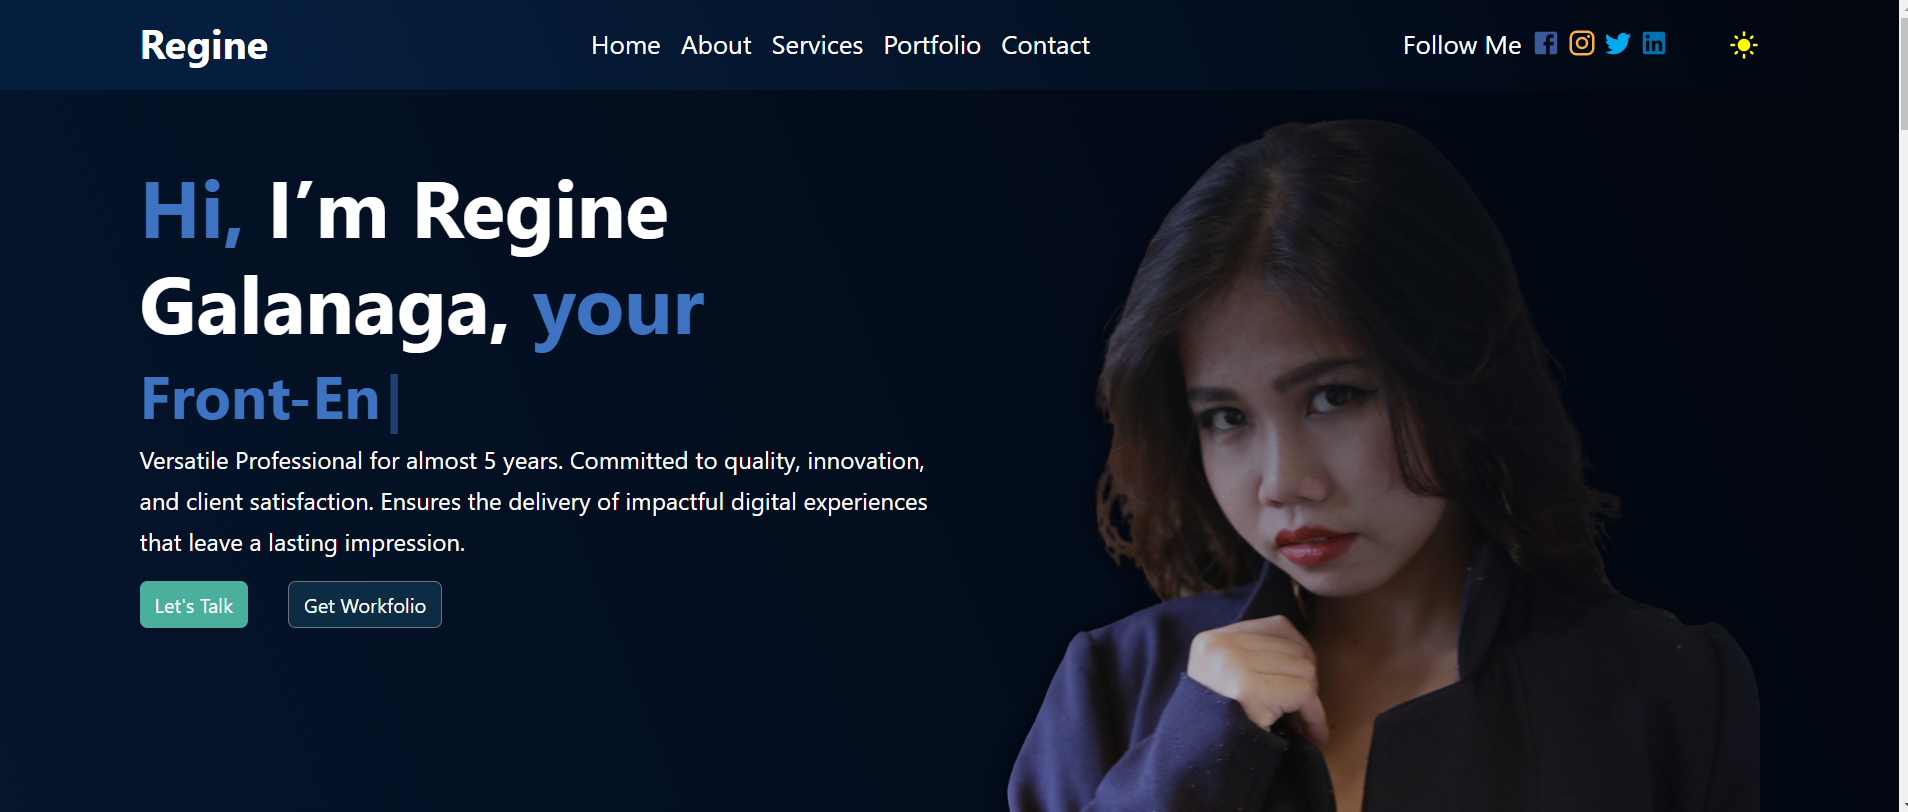 Regine
Home About Services Portfolio Contact
Follow Me
Hi, I’m Regine
Galanaga, your
Front-En|
Versatile Professional for almost 5 years. Committed to quality, innovation,
and client satisfaction. Ensures the delivery of impactful digital experiences
that leave a lasting impression.
Let's Talk
Get Workfolio